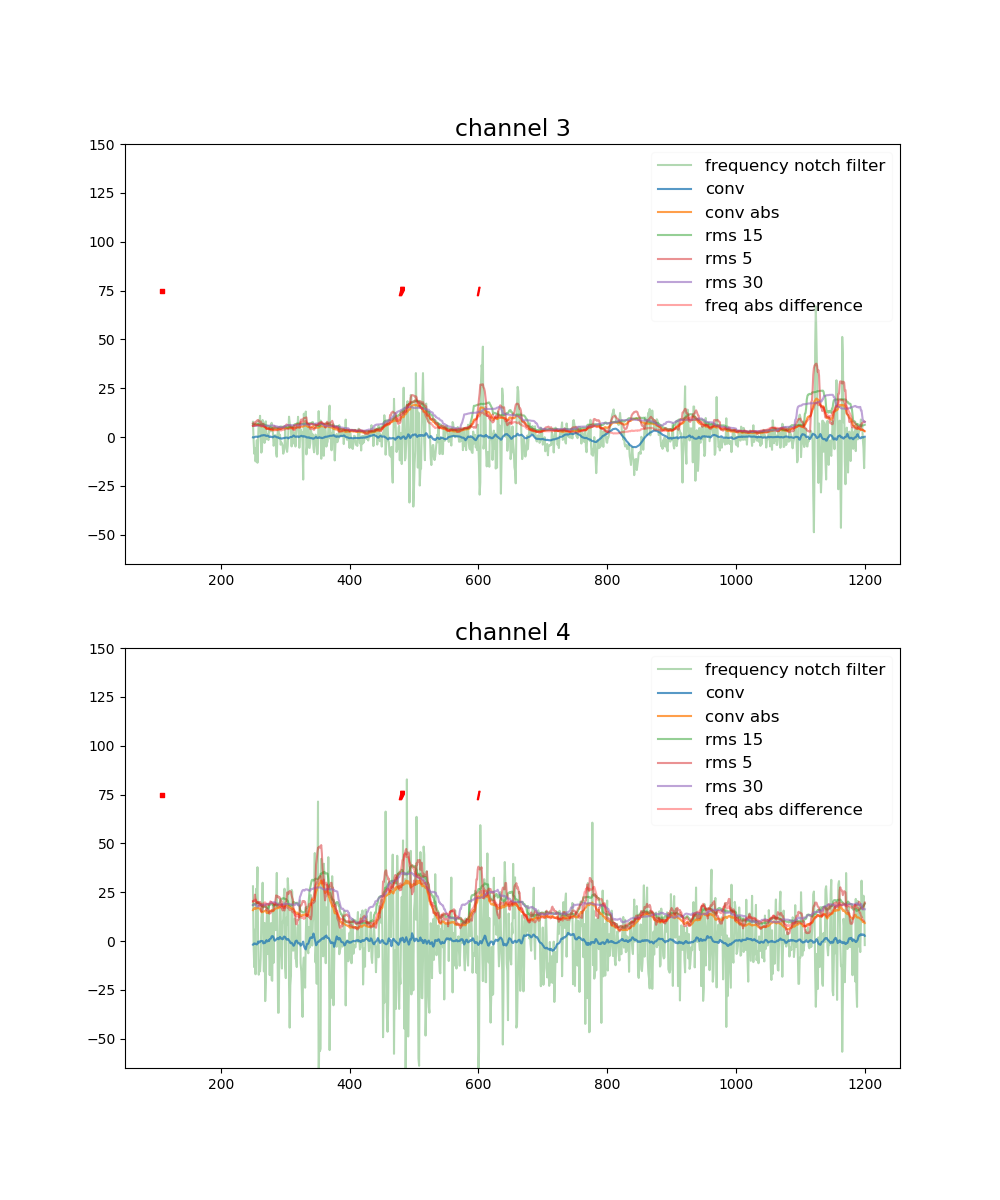 channel 3
150
125
100
75
50
25
0
−25
−50
200 400 600 800 1000 1200
frequency notch filter
conv
conv abs
rms 15
rms 5
rms 30
freq abs difference
channel 4
150
125
100
75
50
25
0
−25
−50
200 400 600 800 1000 1200
frequency notch filter
conv
conv abs
rms 15
rms 5
rms 30
freq abs difference